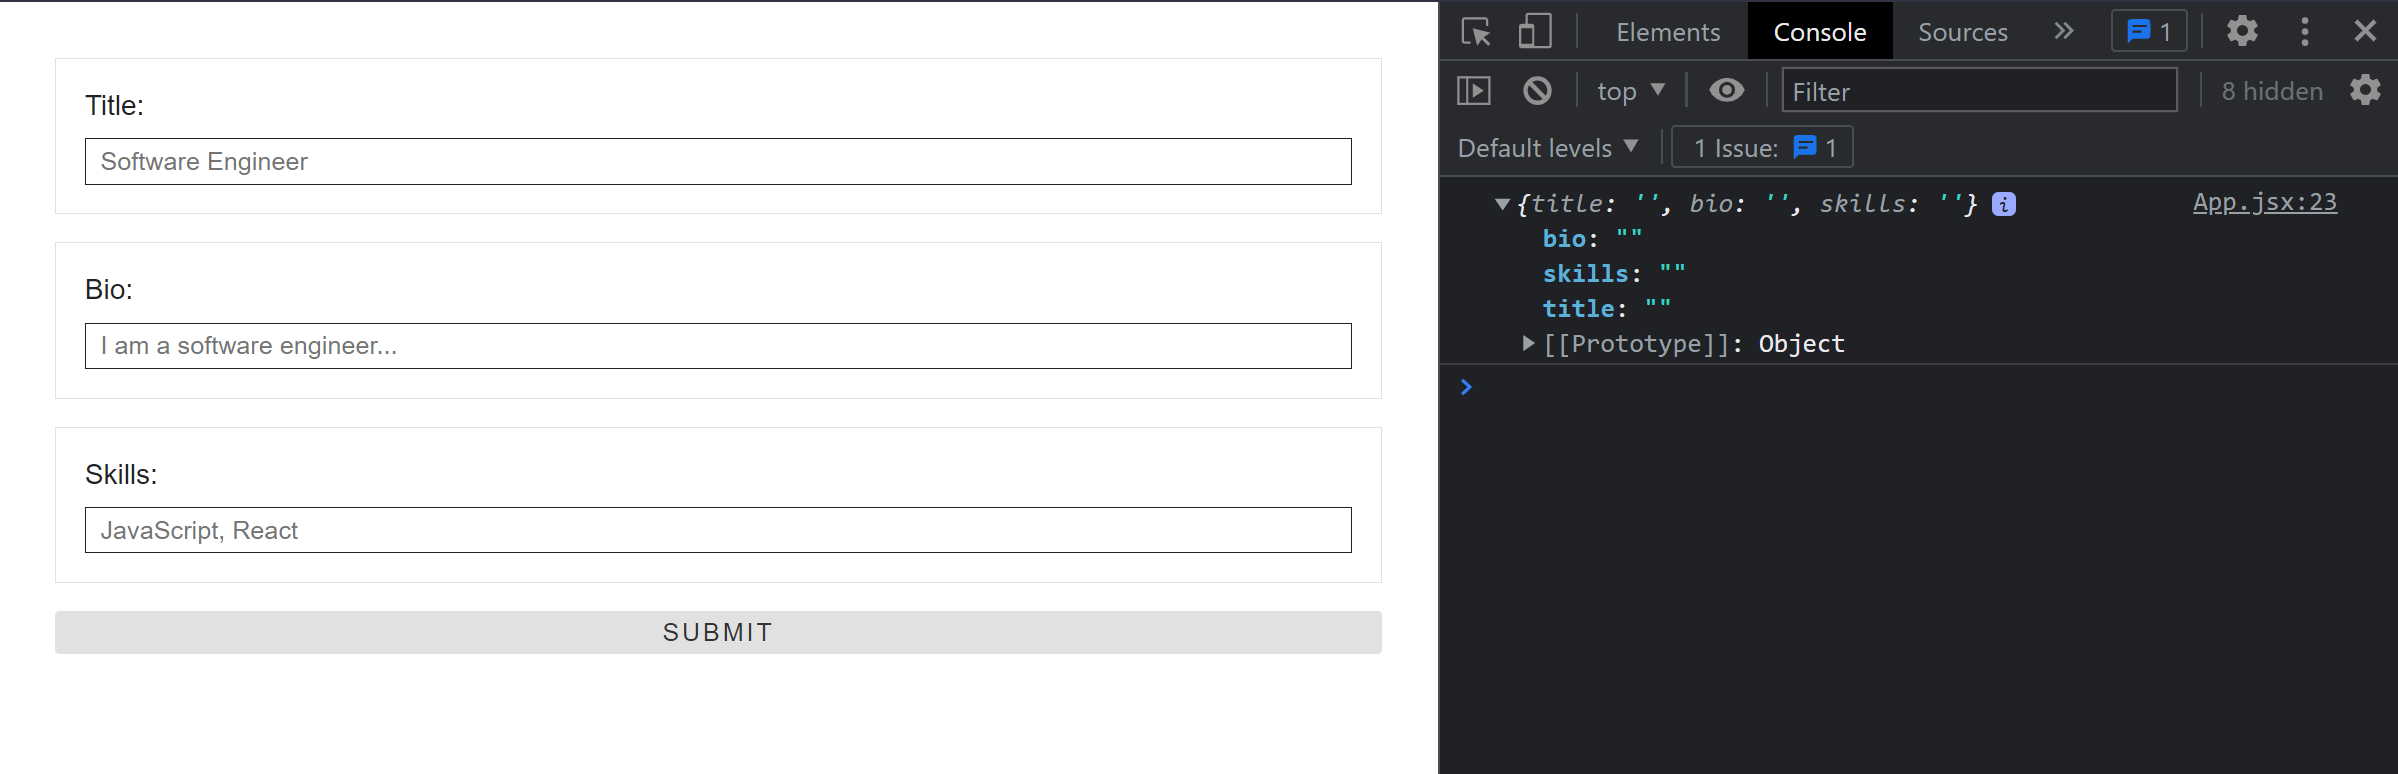 Title:
Software Engineer
Bio:
I am a software engineer...
Skills:
JavaScript, React
SUBMIT
Elements Console Sources 1
top Filter 8 hidden
Default levels 1 Issue: 1
{title: '', bio: '', skills: ''} i App.jsx:23
bio: ""
skills: ""
title: ""
[[Prototype]]: Object